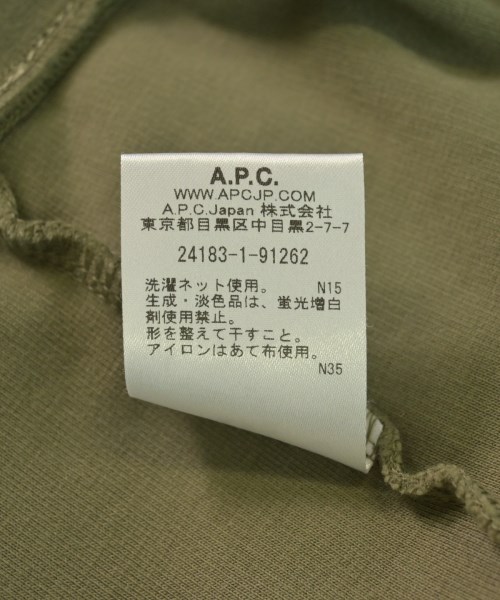 A.P.C.
WWW.APCJP.COM
A.P.C.Japan 株式会社
東京都目黒区中目黒2-7-7
24183-1-91262
洗濯ネット使用。 N15
生成・淡色品は、蛍光増白
剤使用禁止。
形を整えて干すこと。
アイロンはあて布使用。
N35